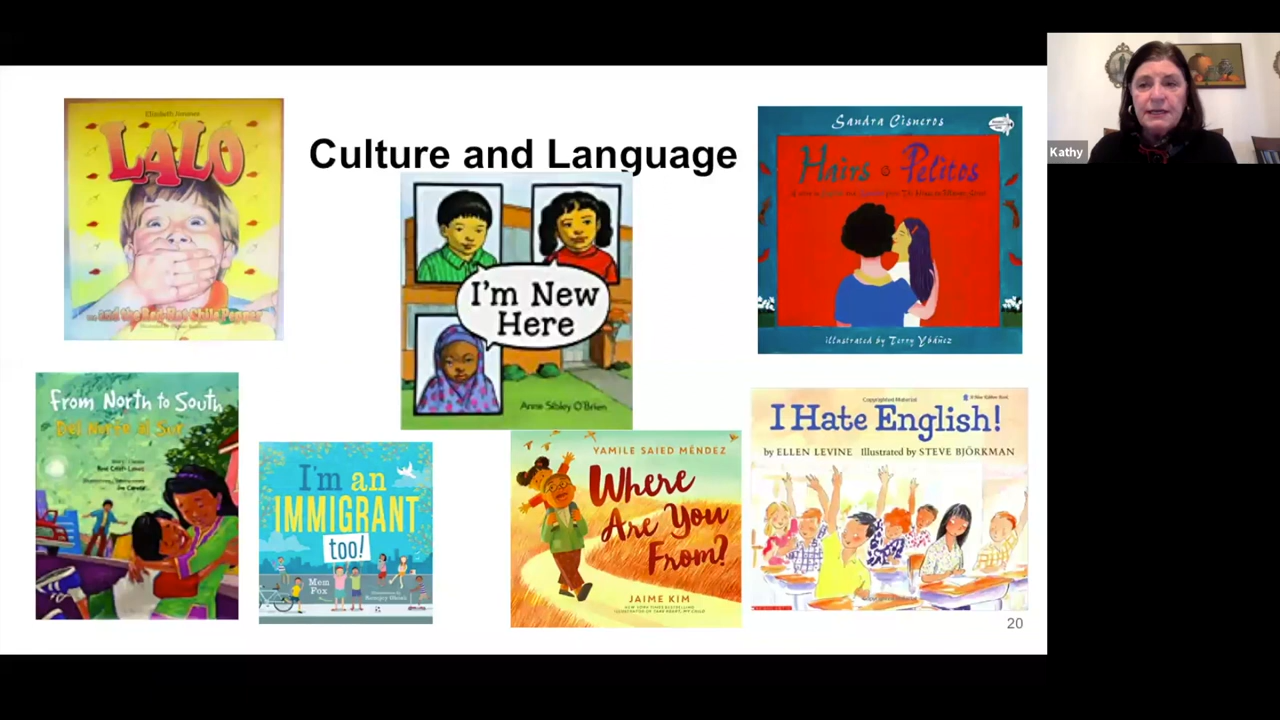 Culture and Language
Elizabeth
LALO
...and the Red Hot Chili Pepper
I'm New
Here
Anne Sibley O'Brien
Sandra Cisneros
Hairs Pelitos
illustrated by Terry Ybáñez
Kathy
From North to South
Del Norte al Sur
I'm an
IMMIGRANT
too!
Mem
Fox
YAMILE SAIED MÉNDEZ
Where
Are You
From?
JAIME KIM
Copyrighted Material
I Hate English!
by ELLEN LEVINE Illustrated by STEVE BJÖRKMAN
20